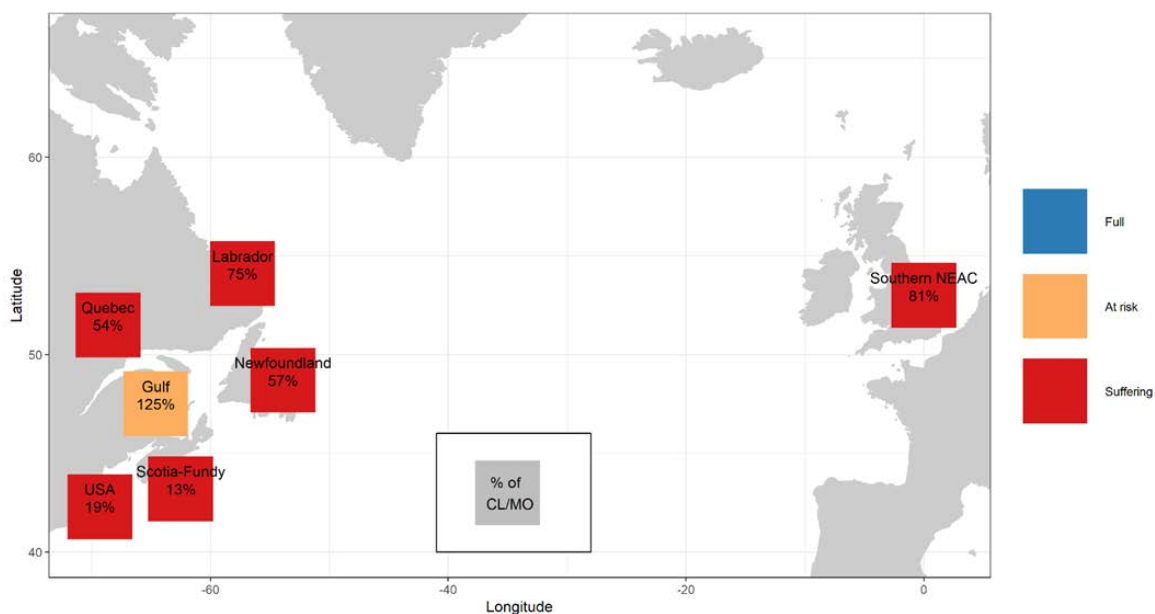 60
50
40
Latitude
Labrador
75%
Quebec
54%
Newfoundland
57%
Gulf
125%
Scotia-Fundy
13%
USA
19%
Southern NEAC
81%
% of
CL/MO
-60
-40
-20
0
Longitude
Full
At risk
Suffering